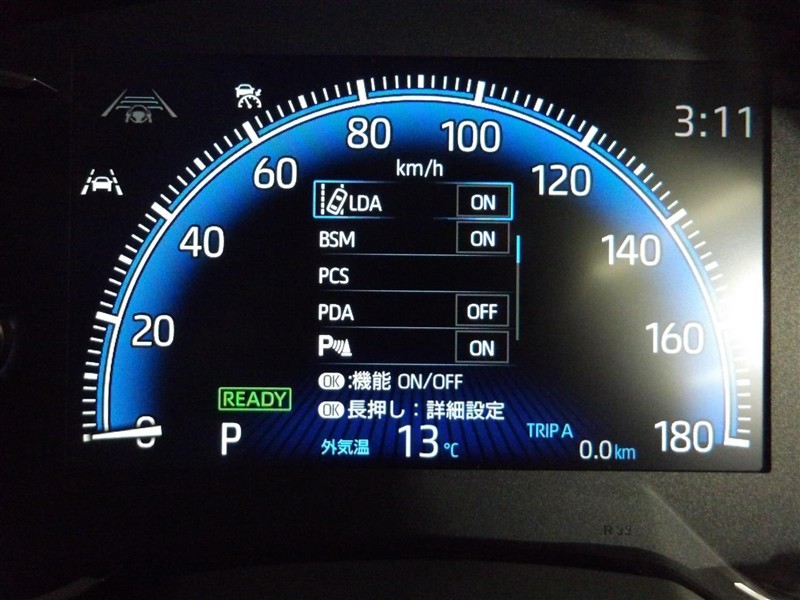 3:11
80
100
km/h
60
120
LDA ON
40
BSM ON
140
PCS
PDA OFF
20
160
P ON
OK:機能 ON/OFF
READY
OK 長押し：詳細設定
0
P
外気温 13℃
TRIP A
0.0km
180
R 33